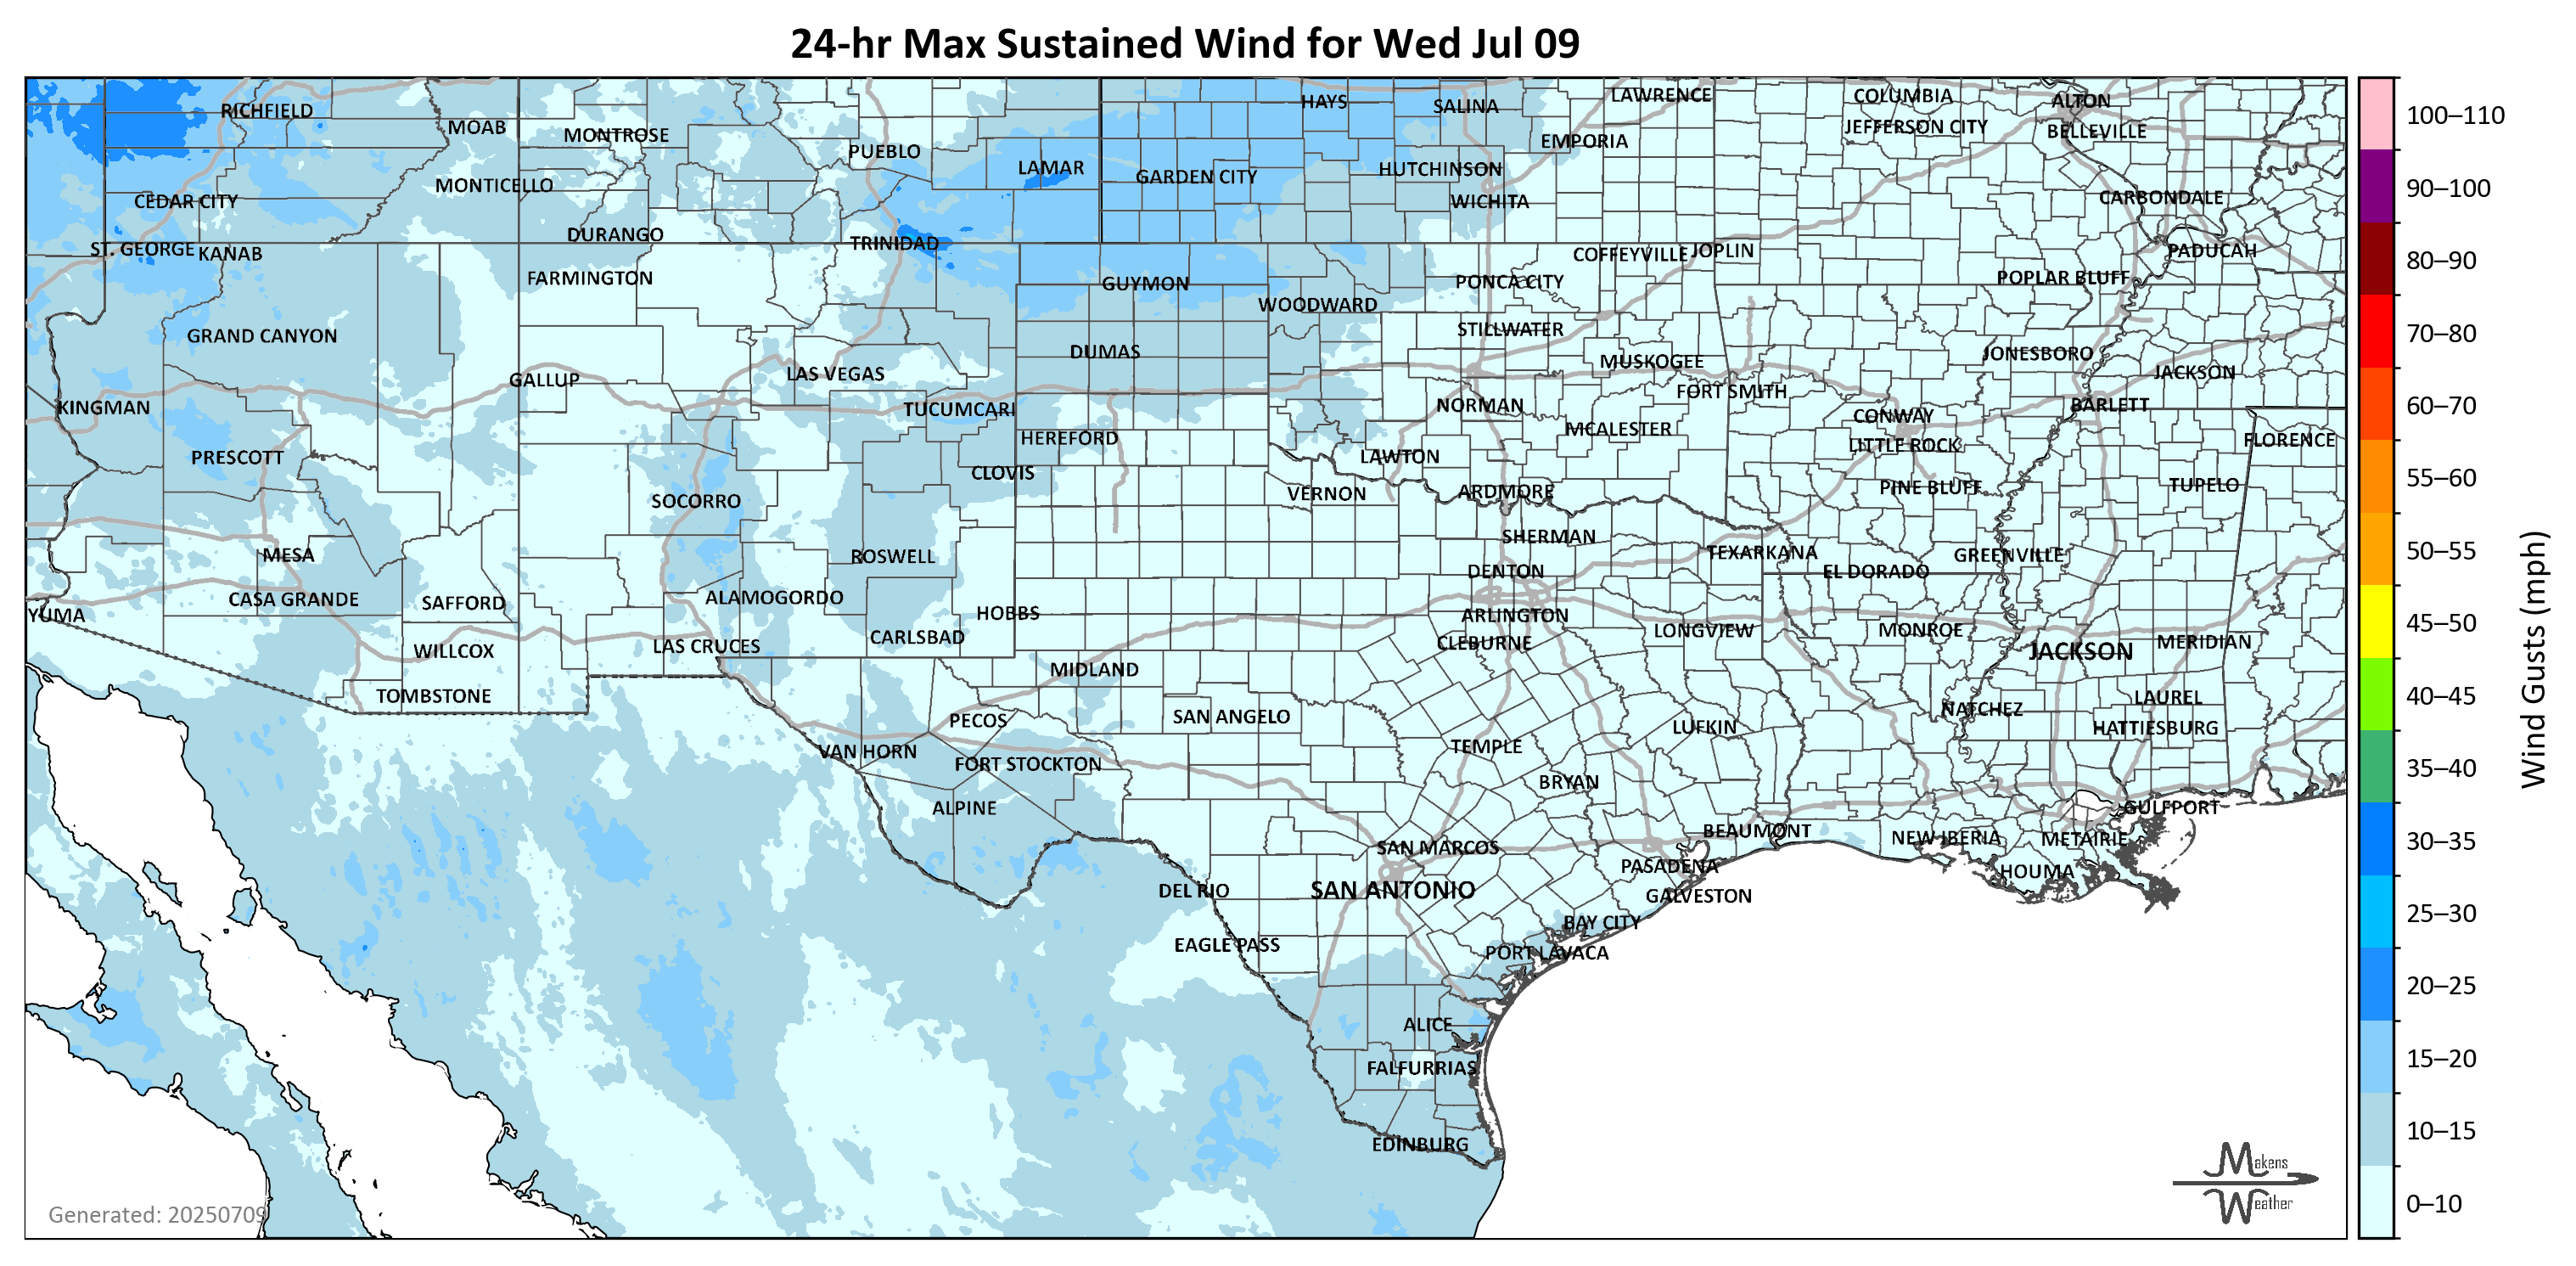 24-hr Max Sustained Wind for Wed Jul 09
RICHFIELD
MOAB
MONTROSE
PUEBLO
LAMAR
HAYS
SALINA
LAWRENCE
COLUMBIA
ALTON
EMPORIA
JEFFERSON CITY
BELLEVILLE
MONTICELLO
GARDEN CITY
HUTCHINSON
CEDAR CITY
WICHITA
CARBONDALE
DURANGO
TRINIDAD
ST. GEORGE
KANAB
COFFEYVILLE
JOPLIN
PADUCAH
FARMINGTON
GUYMON
PONCA CITY
POPLAR BLUFF
WOODWARD
GRAND CANYON
STILLWATER
DUMAS
MUSKOGEE
JONESBORO
GALLUP
LAS VEGAS
FORT SMITH
JACKSON
KINGMAN
TUCUMCARI
NORMAN
CONWAY
BARLETT
HEREFORD
MCALESTER
LITTLE ROCK
FLORENCE
PRESCOTT
CLOVIS
LAWTON
SOCORRO
VERNON
ARDMORE
PINE BLUFF
TUPELO
MESA
ROSWELL
SHERMAN
TEXARKANA
GREENVILLE
DENTON
EL DORADO
CASA GRANDE
SAFFORD
ALAMOGORDO
HOBBS
YUMA
ARLINGTON
CARLSBAD
CLEBURNE
LONGVIEW
MONROE
WILLCOX
LAS CRUCES
JACKSON
MERIDIAN
MIDLAND
TOMBSTONE
LAUREL
PECOS
SAN ANGELO
NATCHEZ
LUFKIN
HATTIESBURG
VAN HORN
TEMPLE
FORT STOCKTON
BRYAN
ALPINE
GULFPORT
BEAUMONT
NEW IBERIA
METAIRIE
SAN MARCOS
PASADENA
HOUMA
DEL RIO
SAN ANTONIO
GALVESTON
BAY CITY
EAGLE PASS
PORT LAVACA
ALICE
FALFURRIAS
EDINBURG
Generated: 20250709
Makens
Weather
100–110
90–100
80–90
70–80
60–70
55–60
50–55
45–50
40–45
35–40
30–35
25–30
20–25
15–20
10–15
0–10
Wind Gusts (mph)